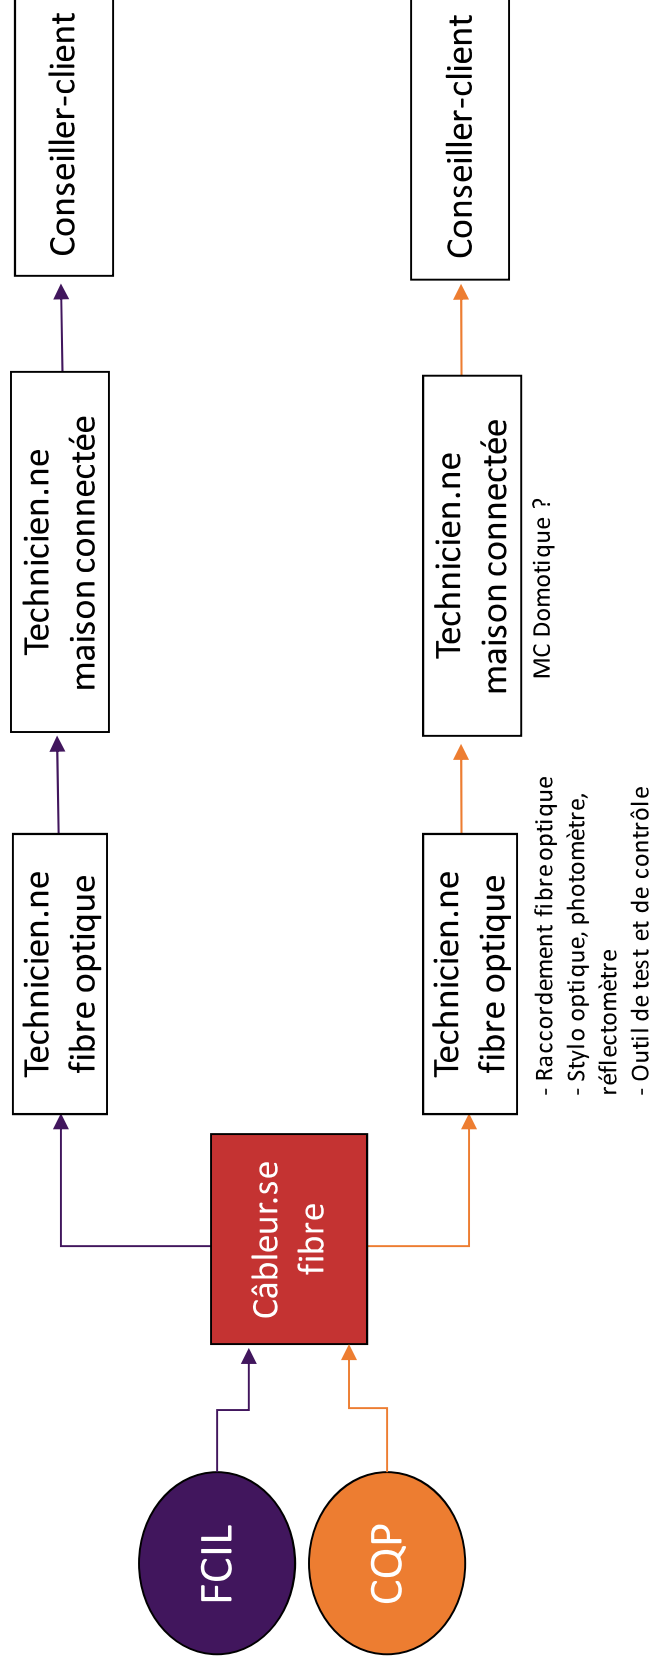 FCIL
CQP
Câbleur.se
fibre
Technicien.ne
fibre optique
Technicien.ne
maison connectée
Conseiller-client
Technicien.ne
fibre optique
- Raccordement fibre optique
- Stylo optique, photomètre,
réflectomètre
- Outil de test et de contrôle
Technicien.ne
maison connectée
MC Domotique ?
Conseiller-client